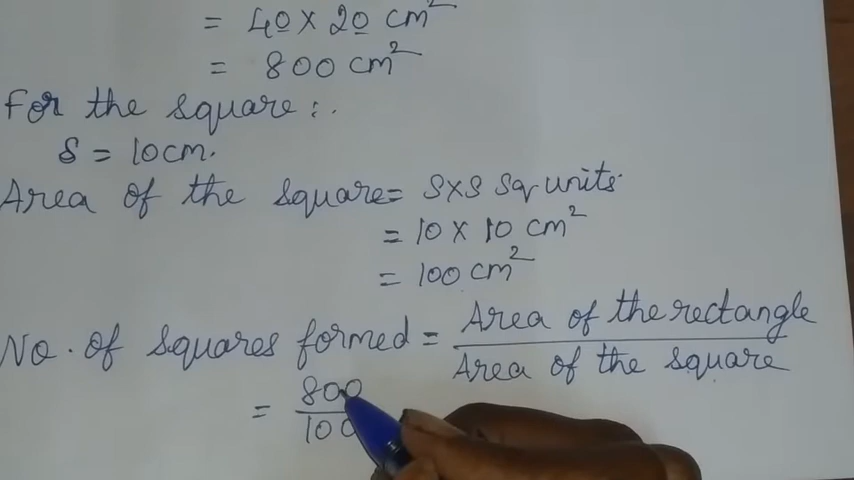 = 40 × 20 cm²
= 800 cm²
For the square :.
S = 10cm.
Area of the square = S×S Sq units.
= 10 × 10 cm²
= 100 cm²
No. of squares formed = Area of the rectangle
Area of the square
= 800
100